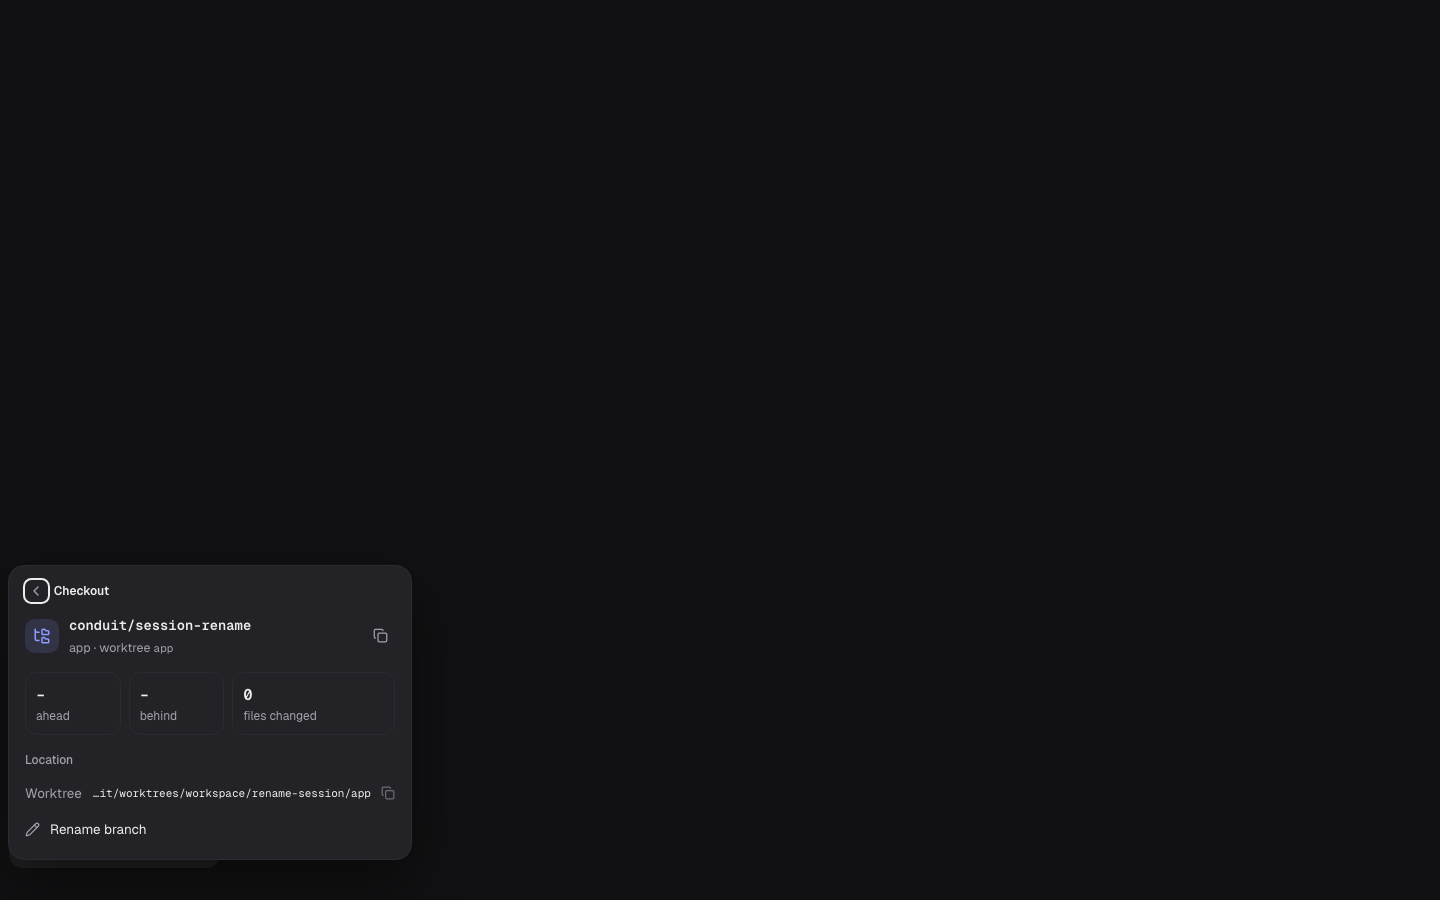 Checkout
conduit/session-rename
app · worktree app
–
ahead
–
behind
0
files changed
Location
Worktree …it/worktrees/workspace/rename-session/app
Rename branch